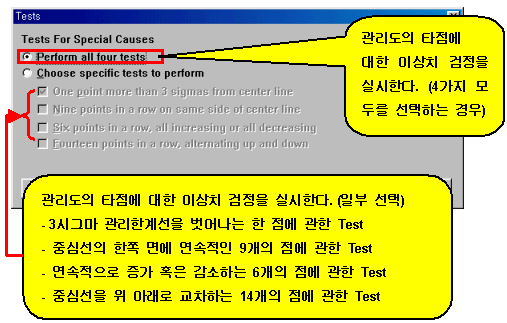 Tests
Tests For Special Causes
Perform all four tests
Choose specific tests to perform
One point more than 3 sigmas from center line
Nine points in a row on same side of center line
Six points in a row, all increasing or all decreasing
Fourteen points in a row, alternating up and down
관리도의 타점에
대한 이상치 검정을
실시한다. (4가지 모
두를 선택하는 경우)
관리도의 타점에 대한 이상치 검정을 실시한다. (일부 선택)
- 3시그마 관리한계선을 벗어나는 한 점에 관한 Test
- 중심선의 한쪽 면에 연속적인 9개의 점에 관한 Test
- 연속적으로 증가 혹은 감소하는 6개의 점에 관한 Test
- 중심선을 위 아래로 교차하는 14개의 점에 관한 Test